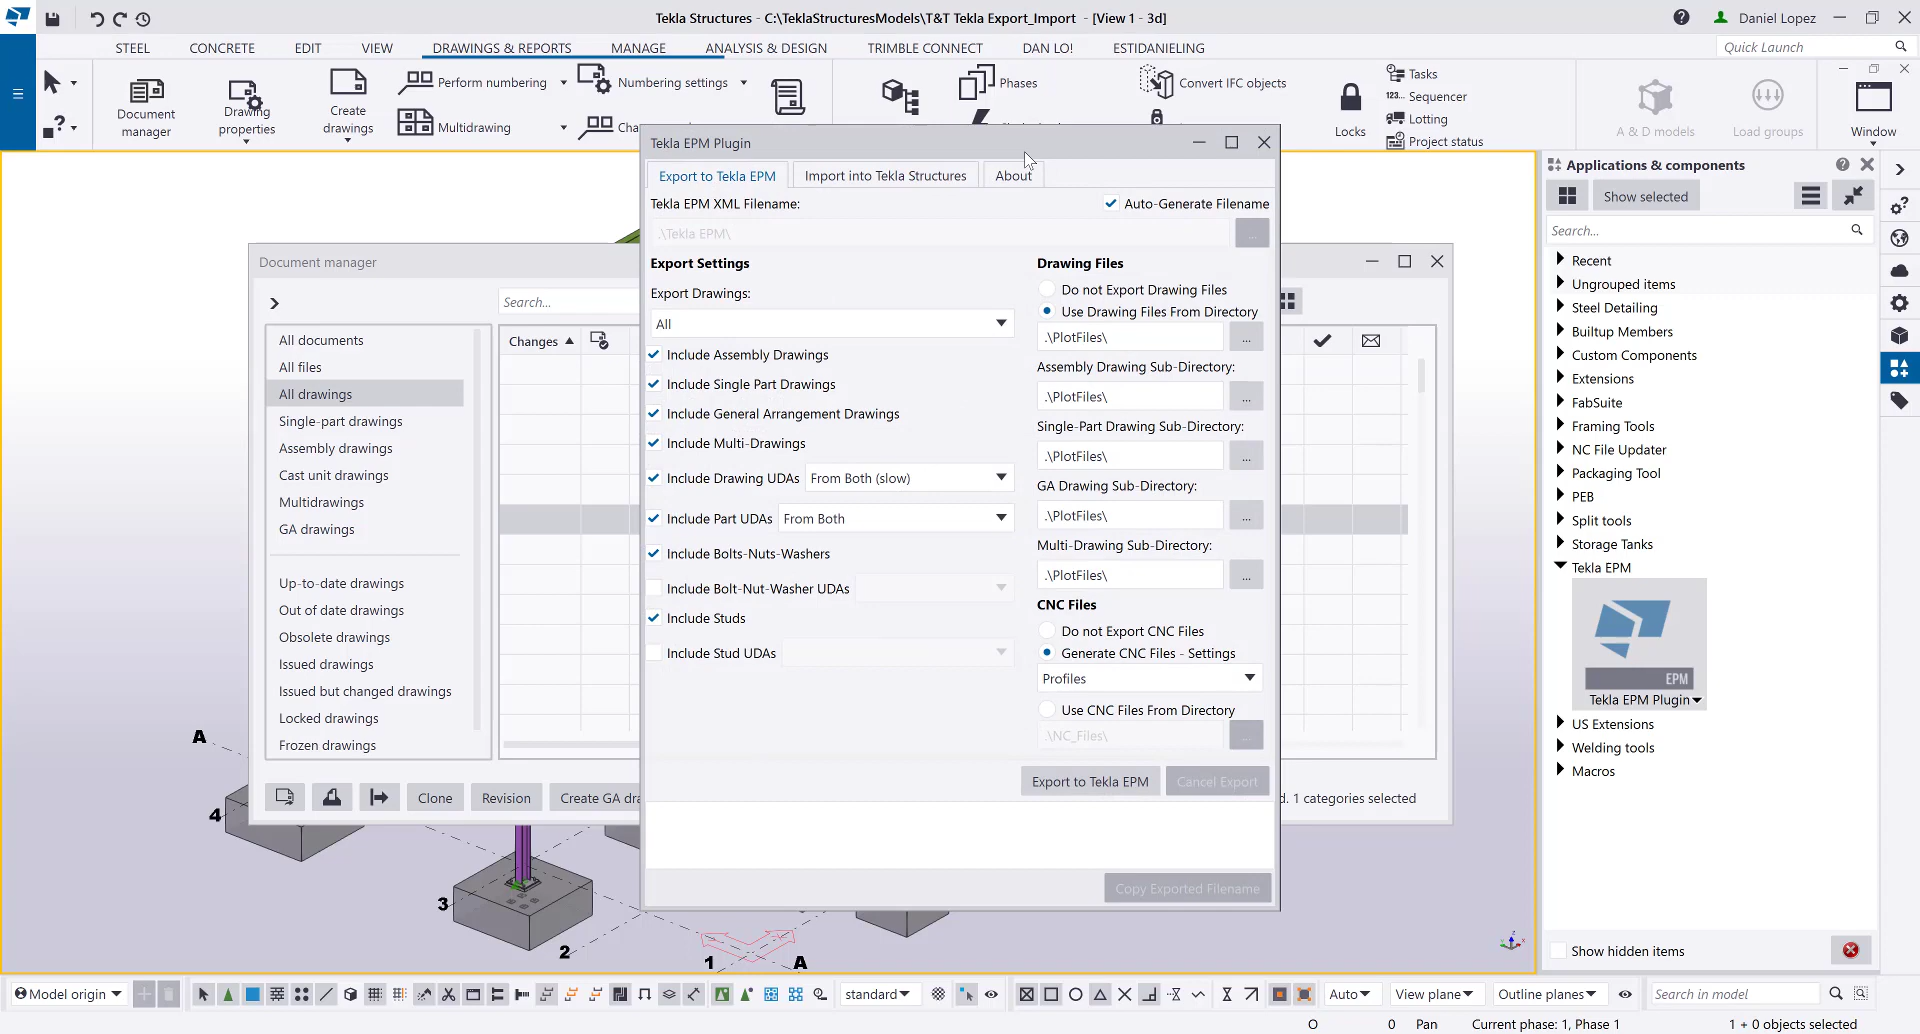 Tekla Structures - C:\TeklaStructuresModels\T&T Tekla Export_Import - [View 1 - 3d]
Daniel Lopez
STEEL CONCRETE EDIT VIEW DRAWINGS & REPORTS MANAGE ANALYSIS & DESIGN TRIMBLE CONNECT DAN LO! ESTIDANIELING
Quick Launch
Document manager
Drawing properties
Create drawings
Perform numbering
Numbering settings
Multidrawing
Phases
Convert IFC objects
Locks
Tasks
123... Sequencer
Lotting
Project status
A & D models
Load groups
Window
Tekla EPM Plugin
Export to Tekla EPM Import into Tekla Structures About
Tekla EPM XML Filename:
Auto-Generate Filename
.\Tekla EPM\
...
Export Settings
Export Drawings:
All
Include Assembly Drawings
Include Single Part Drawings
Include General Arrangement Drawings
Include Multi-Drawings
Include Drawing UDAs From Both (slow)
Include Part UDAs From Both
Include Bolts-Nuts-Washers
Include Bolt-Nut-Washer UDAs
Include Studs
Include Stud UDAs
Drawing Files
Do not Export Drawing Files
Use Drawing Files From Directory
.\PlotFiles\ ...
Assembly Drawing Sub-Directory:
.\PlotFiles\ ...
Single-Part Drawing Sub-Directory:
.\PlotFiles\ ...
GA Drawing Sub-Directory:
.\PlotFiles\ ...
Multi-Drawing Sub-Directory:
.\PlotFiles\ ...
CNC Files
Do not Export CNC Files
Generate CNC Files - Settings
Profiles
Use CNC Files From Directory
.\NC_Files\ ...
Export to Tekla EPM Cancel Export
Copy Exported Filename
Document manager
Search...
Changes
All documents
All files
All drawings
Single-part drawings
Assembly drawings
Cast unit drawings
Multidrawings
GA drawings
Up-to-date drawings
Out of date drawings
Obsolete drawings
Issued drawings
Issued but changed drawings
Locked drawings
Frozen drawings
Clone Revision Create GA dra
d. 1 categories selected
A
4
3
2
1
A
Applications & components
Show selected
Search...
Recent
Ungrouped items
Steel Detailing
Builtup Members
Custom Components
Extensions
FabSuite
Framing Tools
NC File Updater
Packaging Tool
PEB
Split tools
Storage Tanks
Tekla EPM
EPM
Tekla EPM Plugin
US Extensions
Welding tools
Macros
Show hidden items
Model origin
standard
Auto
View plane
Outline planes
Search in model
O 0 Pan Current phase: 1, Phase 1 1 + 0 objects selected